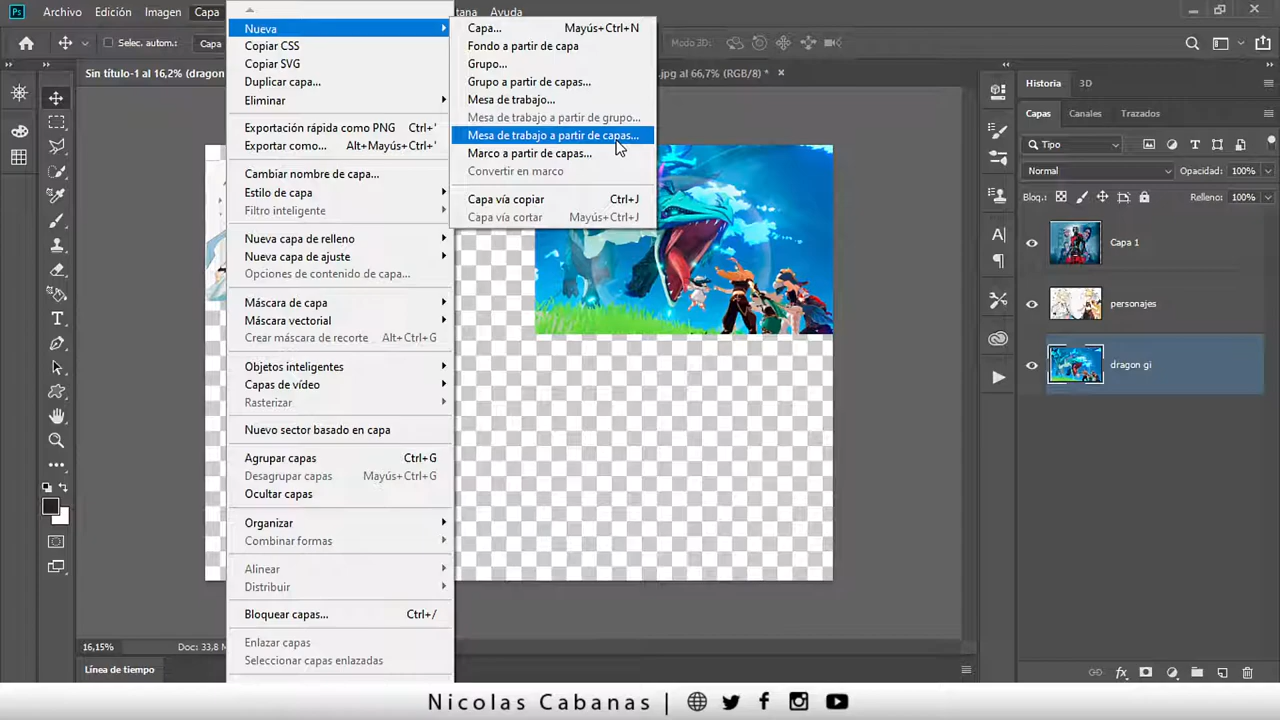 Ps Archivo Edición Imagen Capa Ayuda
Selec. autom.: Capa Modo 3D:
Sin título-1 al 16,2% (dragon
.jpg al 66,7% (RGB/8) *
Nueva
Copiar CSS
Copiar SVG
Duplicar capa...
Eliminar
Exportación rápida como PNG Ctrl+'
Exportar como... Alt+Mayús+Ctrl+'
Cambiar nombre de capa...
Estilo de capa
Filtro inteligente
Nueva capa de relleno
Nueva capa de ajuste
Opciones de contenido de capa...
Máscara de capa
Máscara vectorial
Crear máscara de recorte Alt+Ctrl+G
Objetos inteligentes
Capas de vídeo
Rasterizar
Nuevo sector basado en capa
Agrupar capas Ctrl+G
Desagrupar capas Mayús+Ctrl+G
Ocultar capas
Organizar
Combinar formas
Alinear
Distribuir
Bloquear capas... Ctrl+/
Enlazar capas
Seleccionar capas enlazadas
Capa... Mayús+Ctrl+N
Fondo a partir de capa
Grupo...
Grupo a partir de capas...
Mesa de trabajo...
Mesa de trabajo a partir de grupo...
Mesa de trabajo a partir de capas...
Marco a partir de capas...
Convertir en marco
Capa vía copiar Ctrl+J
Capa vía cortar Mayús+Ctrl+J
Historia 3D
Capas Canales Trazados
Tipo
Normal Opacidad: 100%
Bloq.: Relleno: 100%
Capa 1
personajes
dragon gi
16,15% Doc: 33,8 M
Línea de tiempo
Nicolas Cabanas |